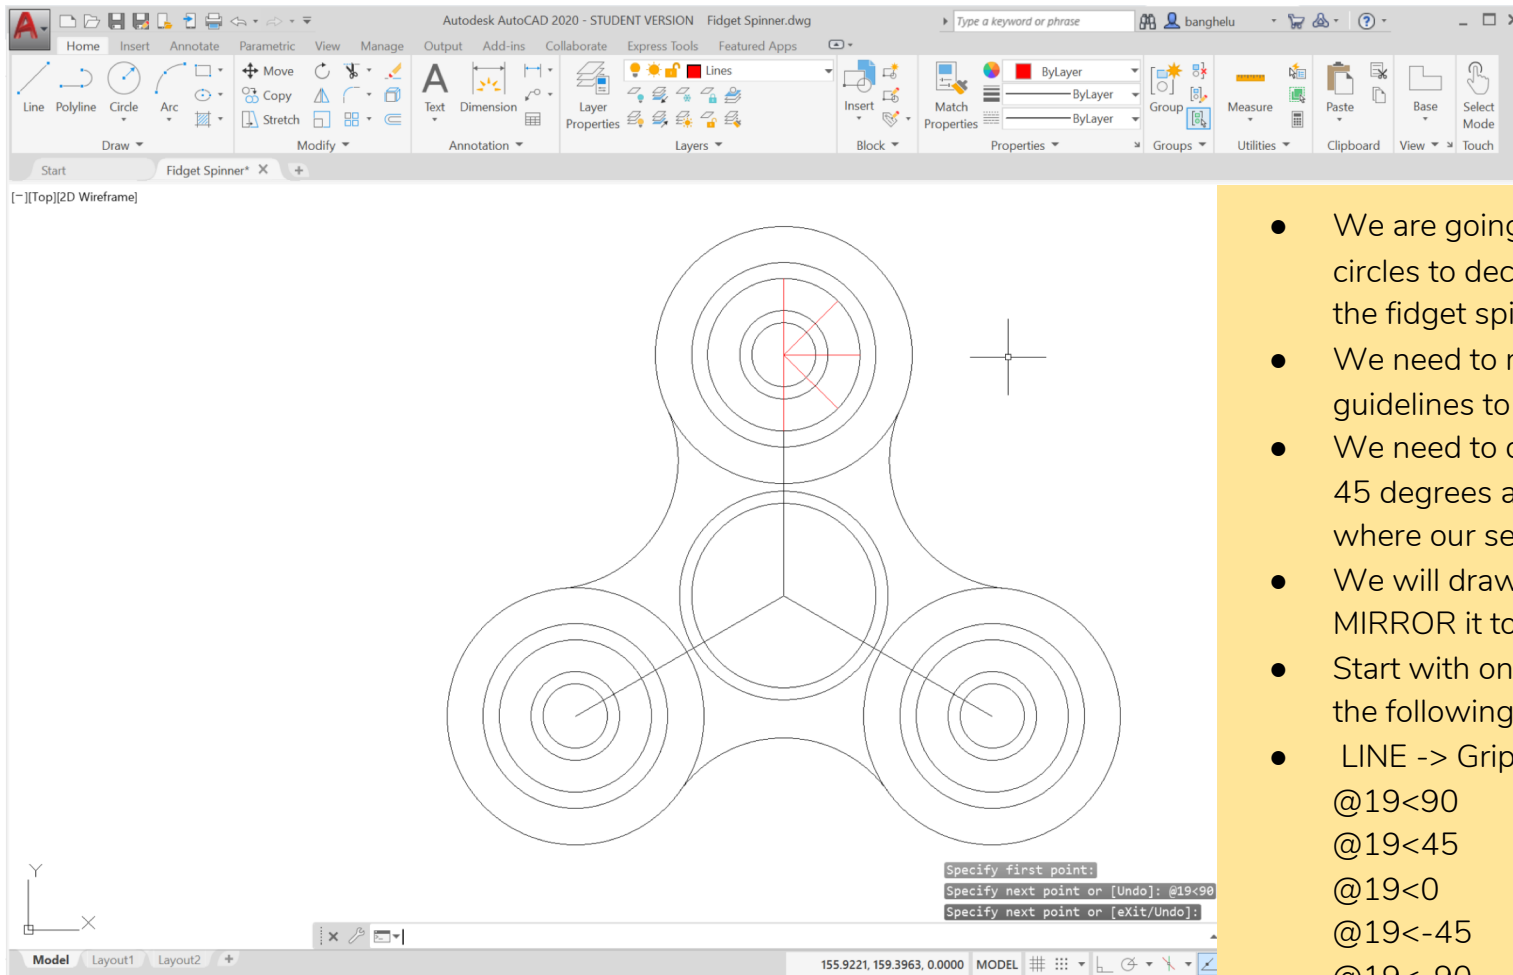 Autodesk AutoCAD 2020 - STUDENT VERSION Fidget Spinner.dwg
Type a keyword or phrase
banghelu
Home Insert Annotate Parametric View Manage Output Add-ins Collaborate Express Tools Featured Apps
Line Polyline Circle Arc
Move
Copy
Stretch
Text Dimension
Layer Properties
Lines
Insert
Match Properties
ByLayer
ByLayer
ByLayer
Group
Measure
Paste
Base
Select Mode
Draw Modify Annotation Layers Block Properties Groups Utilities Clipboard View Touch
Start Fidget Spinner*
[−][Top][2D Wireframe]
Y
X
Specify first point:
Specify next point or [Undo]: @19<90
Specify next point or [eXit/Undo]:
Model Layout1 Layout2 +
155.9221, 159.3963, 0.0000 MODEL
● We are going
circles to dec
the fidget spi
● We need to
guidelines to
● We need to
45 degrees a
where our se
● We will draw
MIRROR it to
● Start with on
the following
● LINE -> Grip
@19<90
@19<45
@19<0
@19<-45
@19<-90